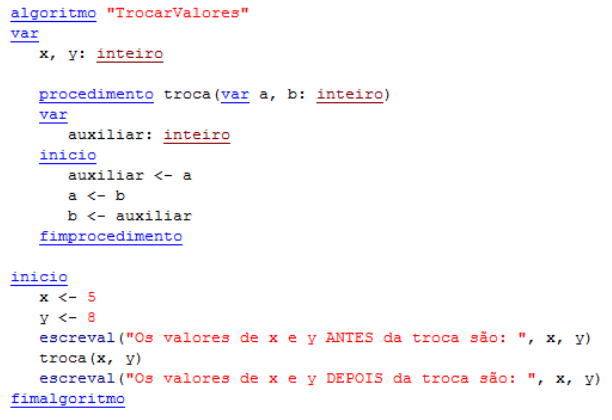 algoritmo "TrocarValores"
var
x, y: inteiro
procedimento troca(var a, b: inteiro)
var
auxiliar: inteiro
inicio
auxiliar <- a
a <- b
b <- auxiliar
fimprocedimento
inicio
x <- 5
y <- 8
escreval("Os valores de x e y ANTES da troca são: ", x, y)
troca(x, y)
escreval("Os valores de x e y DEPOIS da troca são: ", x, y)
fimalgoritmo